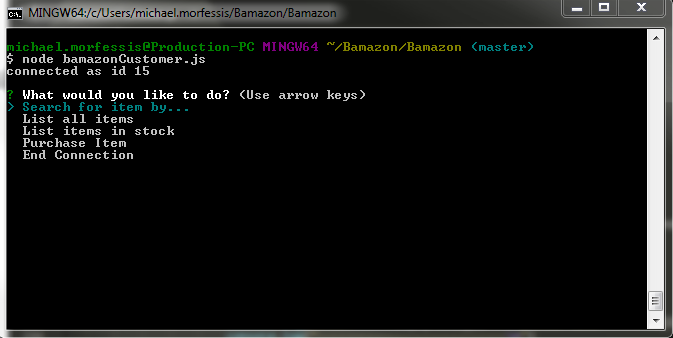 MINGW64:/c/Users/michael.morfessis/Bamazon/Bamazon
michael.morfessis@Production-PC MINGW64 ~/Bamazon/Bamazon (master)
$ node bamazonCustomer.js
connected as id 15
? What would you like to do? (Use arrow keys)
> Search for item by...
List all items
List items in stock
Purchase Item
End Connection